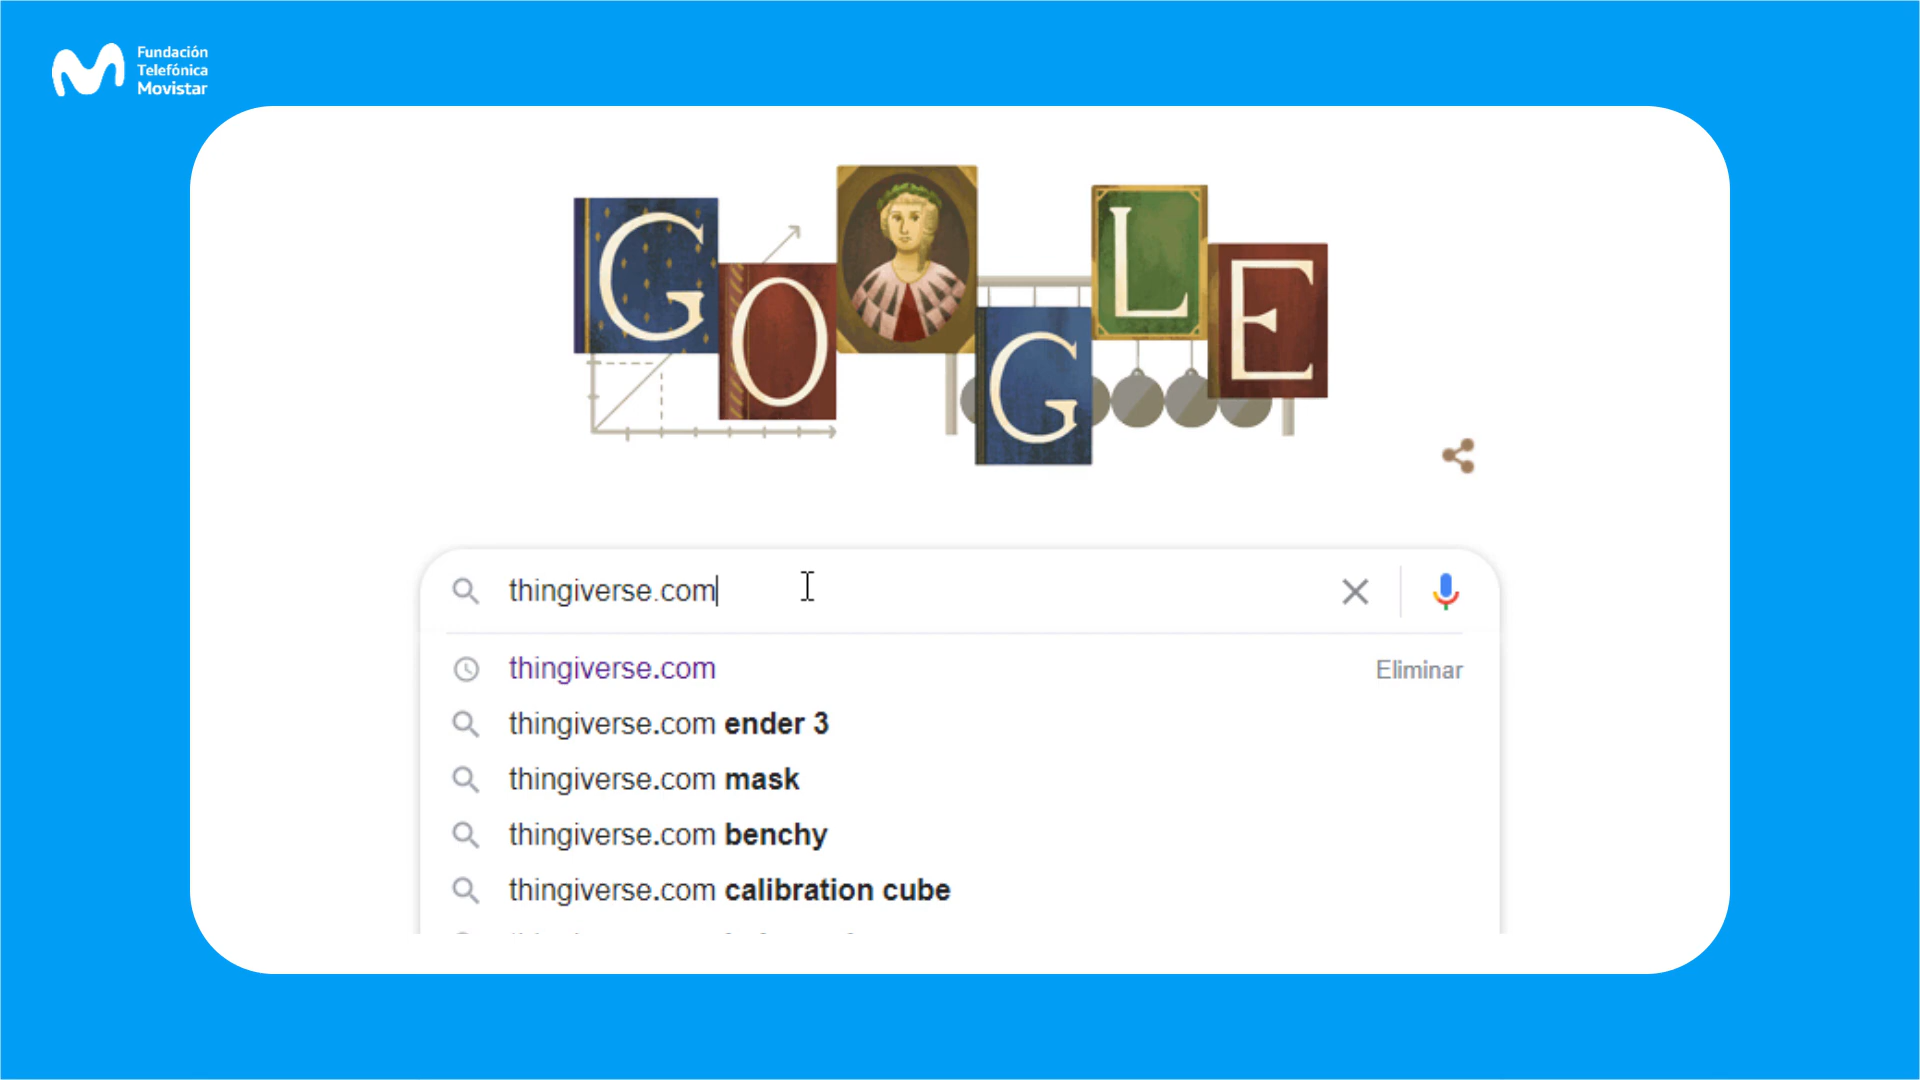 Fundación
Telefónica
Movistar
GOGLE
thingiverse.com
thingiverse.com Eliminar
thingiverse.com ender 3
thingiverse.com mask
thingiverse.com benchy
thingiverse.com calibration cube